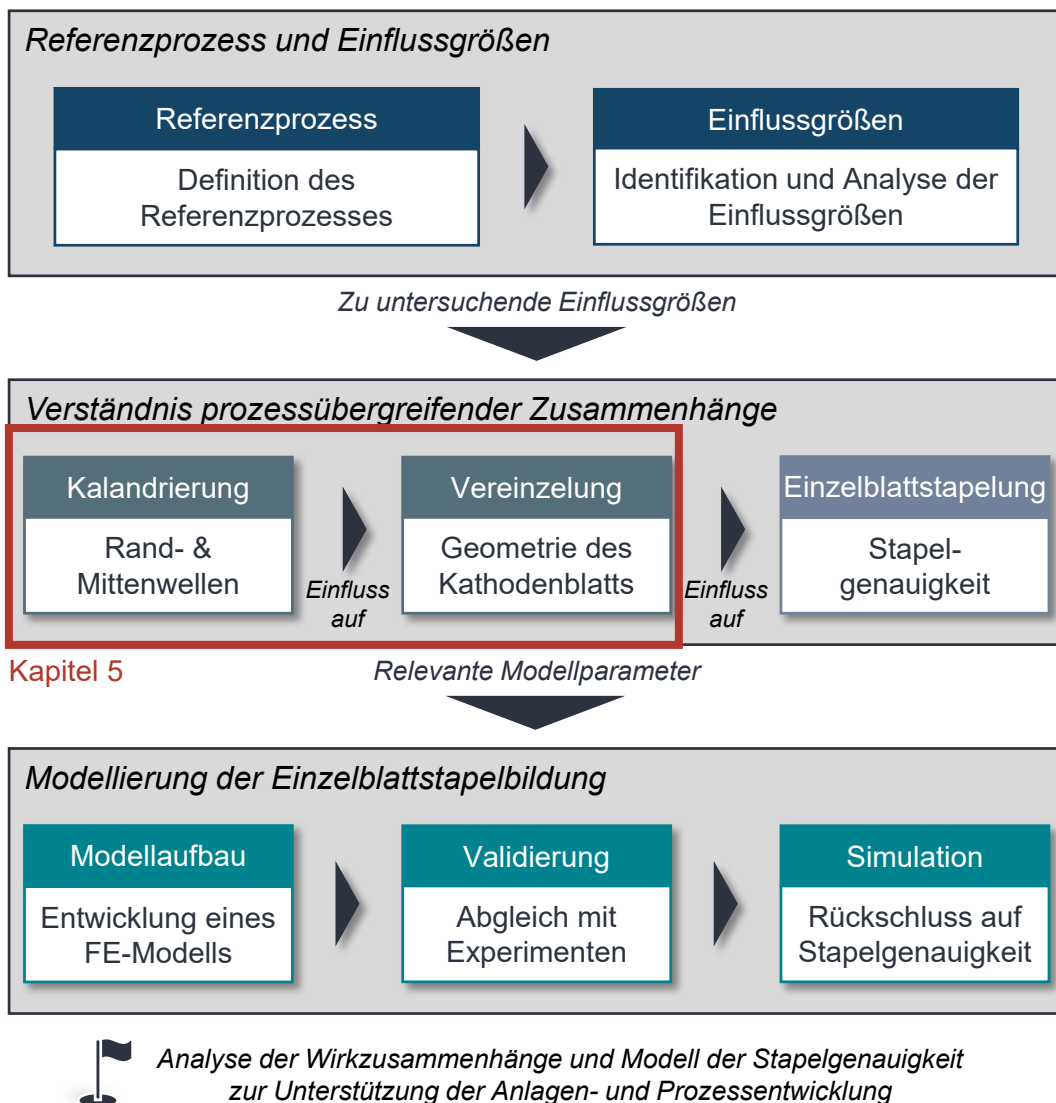 Referenzprozess und Einflussgrößen
Referenzprozess
Definition des
Referenzprozesses
Einflussgrößen
Identifikation und Analyse der
Einflussgrößen
Zu untersuchende Einflussgrößen
Verständnis prozessübergreifender Zusammenhänge
Kalandrierung
Rand- &
Mittenwellen
Einfluss
auf
Vereinzelung
Geometrie des
Kathodenblatts
Einfluss
auf
Einzelblattstapelung
Stapel-
genauigkeit
Kapitel 5
Relevante Modellparameter
Modellierung der Einzelblattstapelbildung
Modellaufbau
Entwicklung eines
FE-Modells
Validierung
Abgleich mit
Experimenten
Simulation
Rückschluss auf
Stapelgenauigkeit
Analyse der Wirkzusammenhänge und Modell der Stapelgenauigkeit
zur Unterstützung der Anlagen- und Prozessentwicklung